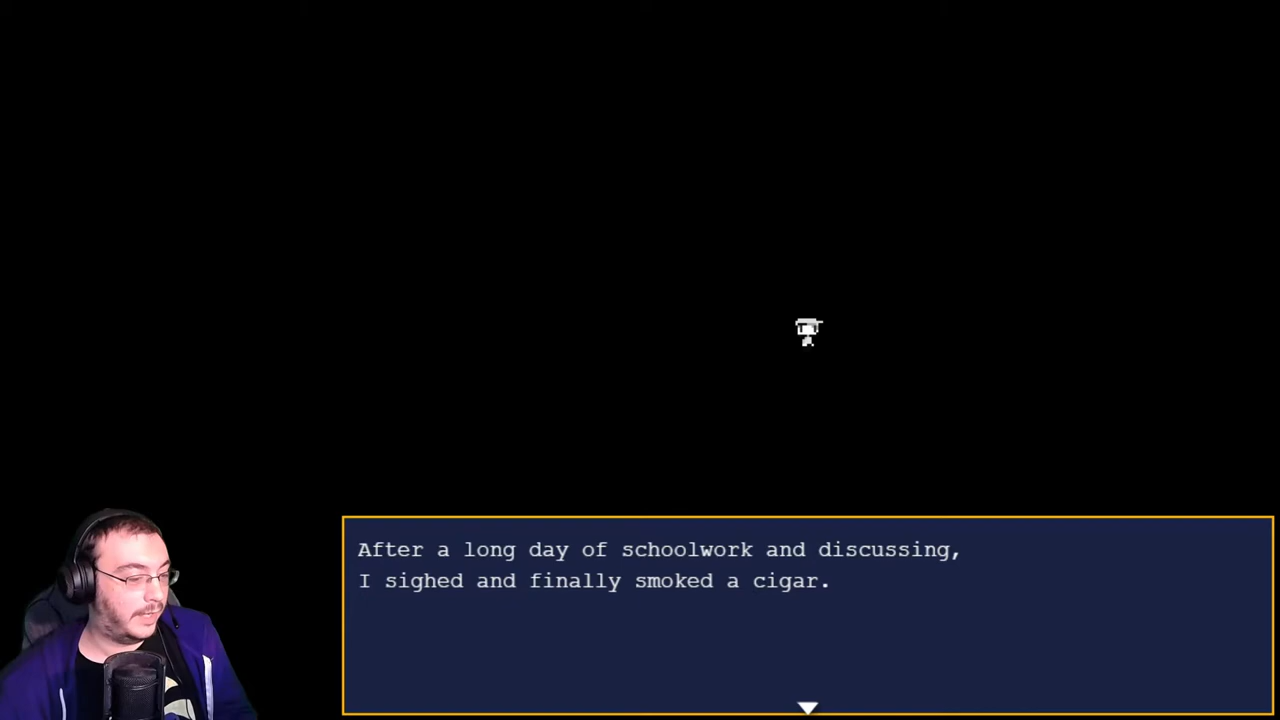 After a long day of schoolwork and discussing,
I sighed and finally smoked a cigar.